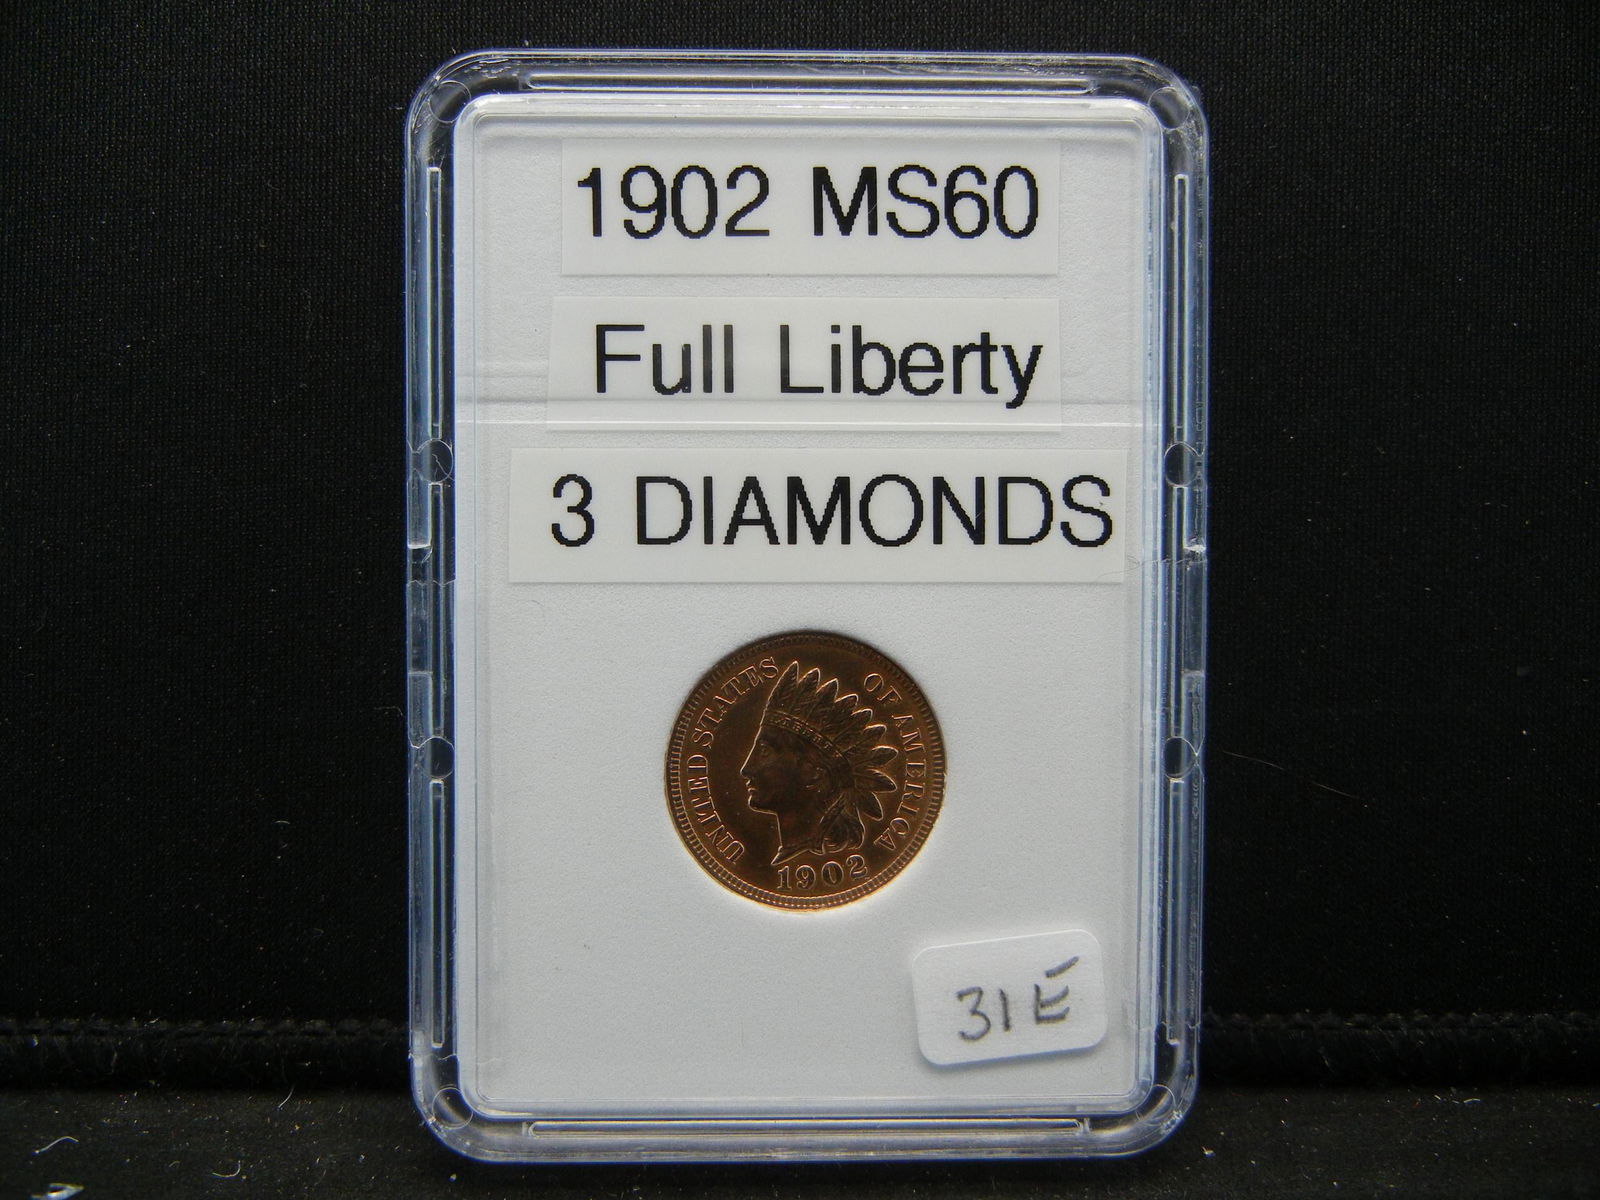 1902 MS60
Full Liberty
3 DIAMONDS
UNITED STATES OF AMERICA
1902
31E